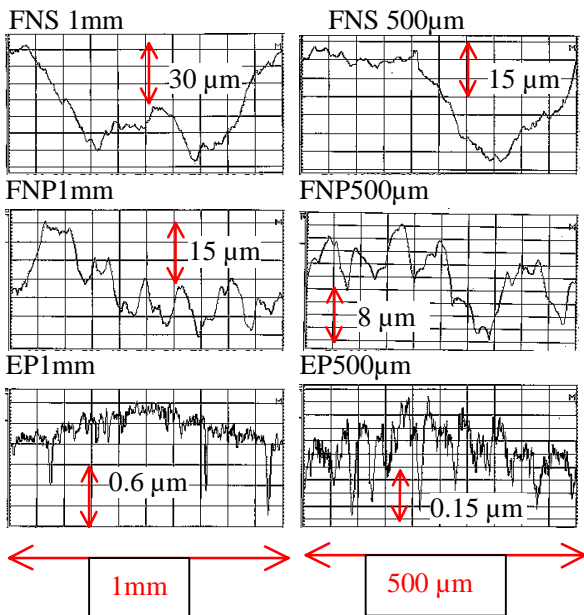 FNS 1mm
FNS 500µm
30 µm
15 µm
FNP1mm
FNP500µm
15 µm
8 µm
EP1mm
EP500µm
0.6 µm
0.15 µm
1mm
500 µm